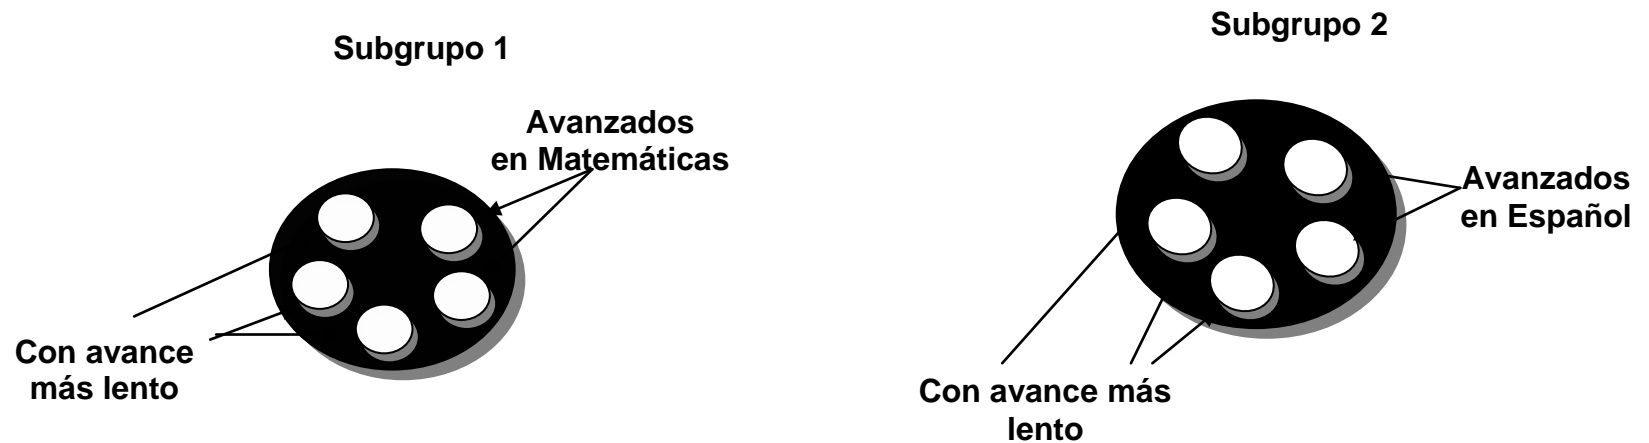 Subgrupo 1
Avanzados
en Matemáticas
Con avance
más lento
Subgrupo 2
Avanzados
en Español
Con avance más
lento